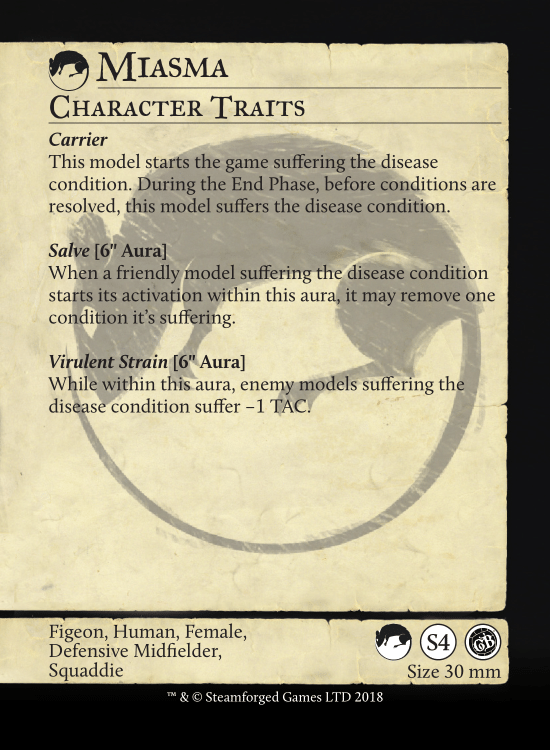 Miasma
Character Traits
Carrier
This model starts the game suffering the disease
condition. During the End Phase, before conditions are
resolved, this model suffers the disease condition.
Salve [6" Aura]
When a friendly model suffering the disease condition
starts its activation within this aura, it may remove one
condition it's suffering.
Virulent Strain [6" Aura]
While within this aura, enemy models suffering the
disease condition suffer −1 TAC.
Figeon, Human, Female,
Defensive Midfielder,
Squaddie
S4
GB
Size 30 mm
™ & © Steamforged Games LTD 2018